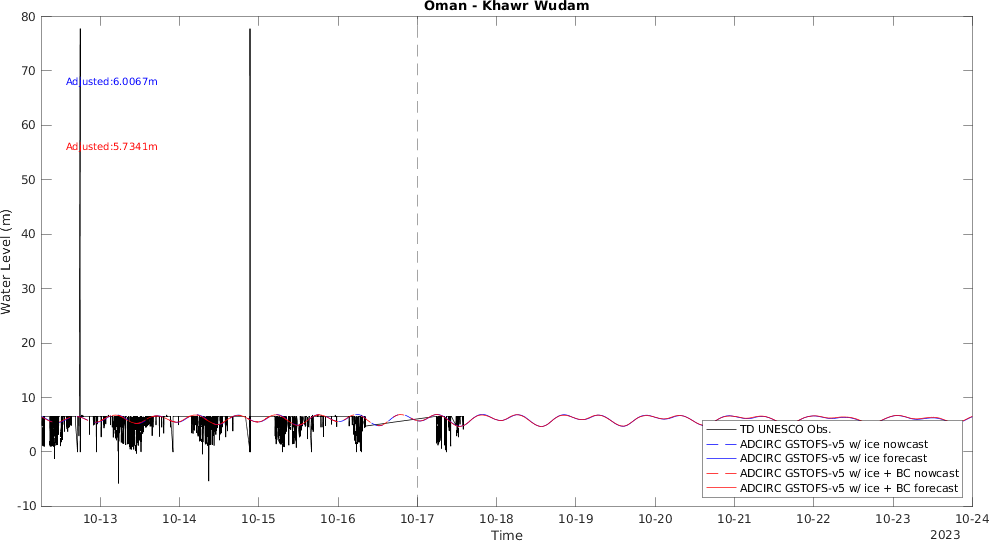 Oman - Khawr Wudam
80
70
60
50
40
30
20
10
0
-10
Water Level (m)
Adjusted:6.0067m
Adjusted:5.7341m
TD UNESCO Obs.
ADCIRC GSTOFS-v5 w/ ice nowcast
ADCIRC GSTOFS-v5 w/ ice forecast
ADCIRC GSTOFS-v5 w/ ice + BC nowcast
ADCIRC GSTOFS-v5 w/ ice + BC forecast
10-13 10-14 10-15 10-16 10-17 10-18 10-19 10-20 10-21 10-22 10-23 10-24
Time
2023